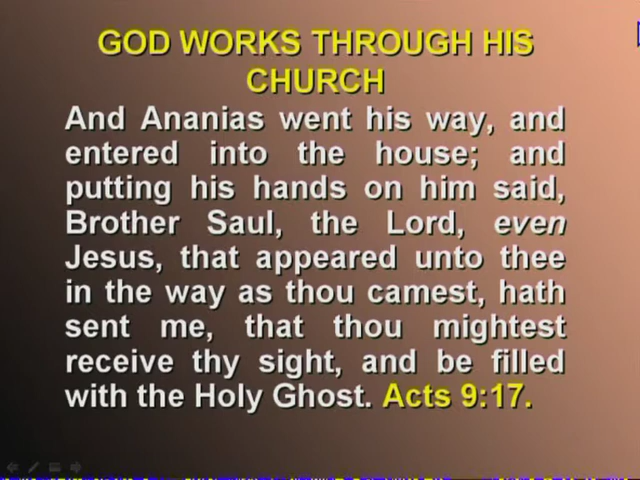 GOD WORKS THROUGH HIS
CHURCH
And Ananias went his way, and
entered into the house; and
putting his hands on him said,
Brother Saul, the Lord, even
Jesus, that appeared unto thee
in the way as thou camest, hath
sent me, that thou mightest
receive thy sight, and be filled
with the Holy Ghost. Acts 9:17.